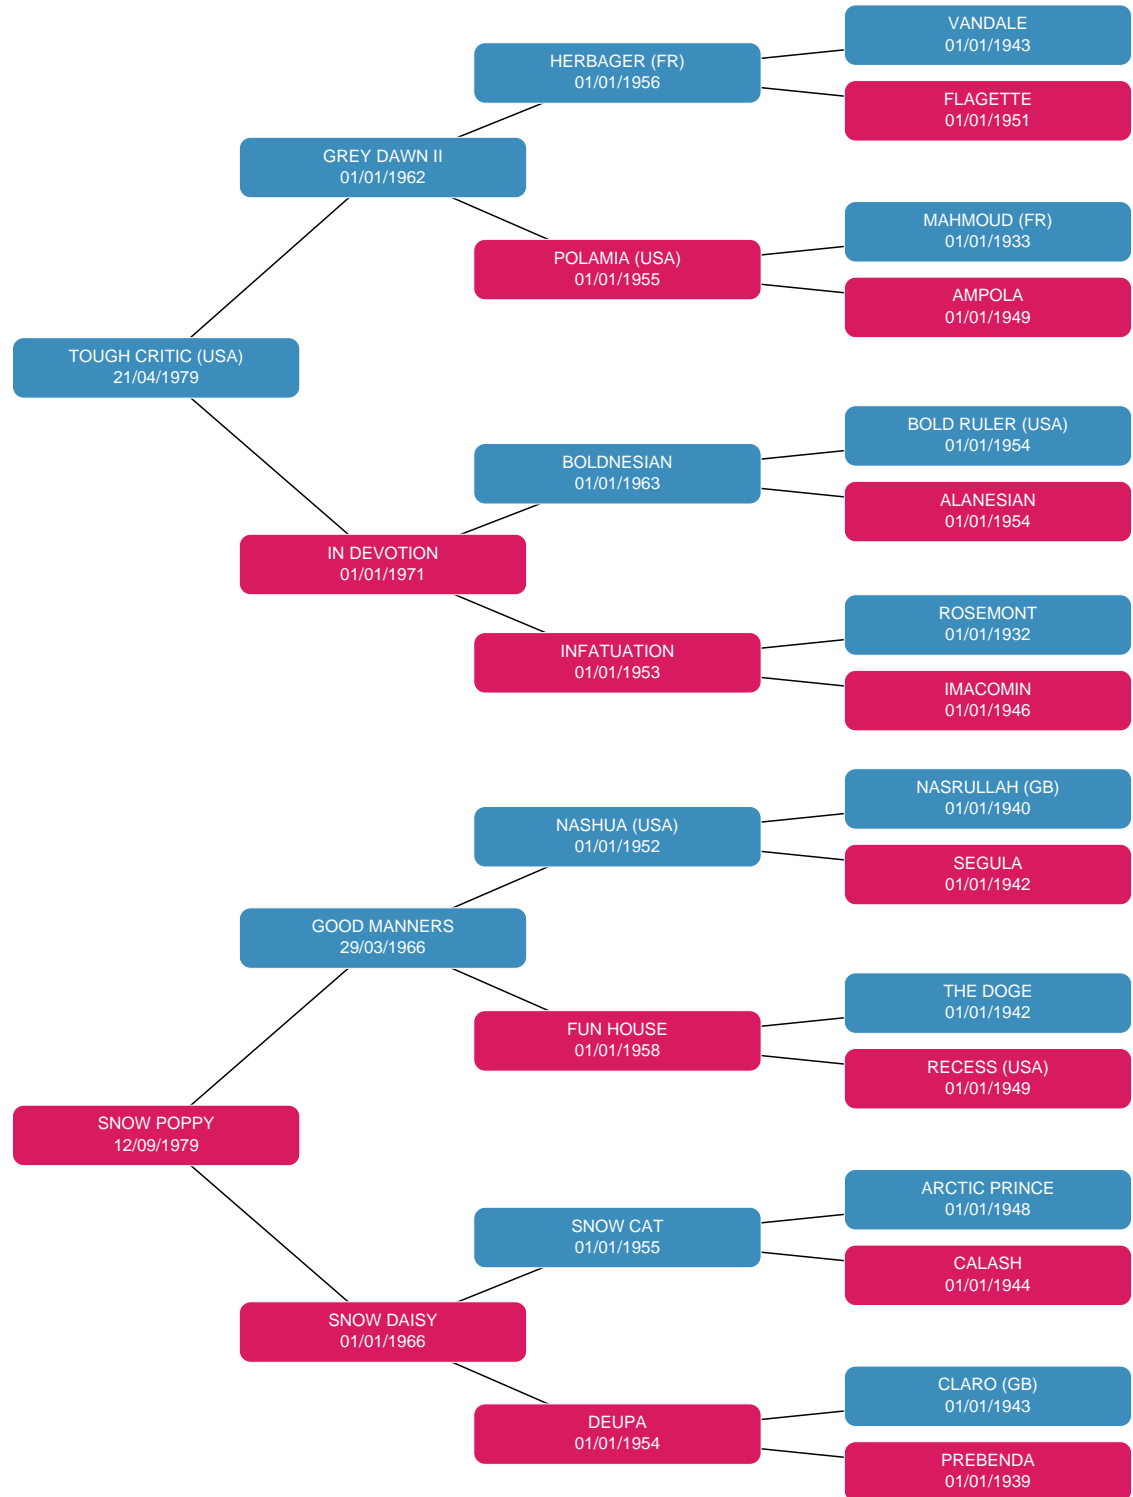 VANDALE
01/01/1943
HERBAGER (FR)
01/01/1956
FLAGETTE
01/01/1951
GREY DAWN II
01/01/1962
MAHMOUD (FR)
01/01/1933
POLAMIA (USA)
01/01/1955
AMPOLA
01/01/1949
TOUGH CRITIC (USA)
21/04/1979
BOLD RULER (USA)
01/01/1954
BOLDNESIAN
01/01/1963
ALANESIAN
01/01/1954
IN DEVOTION
01/01/1971
ROSEMONT
01/01/1932
INFATUATION
01/01/1953
IMACOMIN
01/01/1946
NASRULLAH (GB)
01/01/1940
NASHUA (USA)
01/01/1952
SEGULA
01/01/1942
GOOD MANNERS
29/03/1966
THE DOGE
01/01/1942
FUN HOUSE
01/01/1958
RECESS (USA)
01/01/1949
SNOW POPPY
12/09/1979
ARCTIC PRINCE
01/01/1948
SNOW CAT
01/01/1955
CALASH
01/01/1944
SNOW DAISY
01/01/1966
CLARO (GB)
01/01/1943
DEUPA
01/01/1954
PREBENDA
01/01/1939